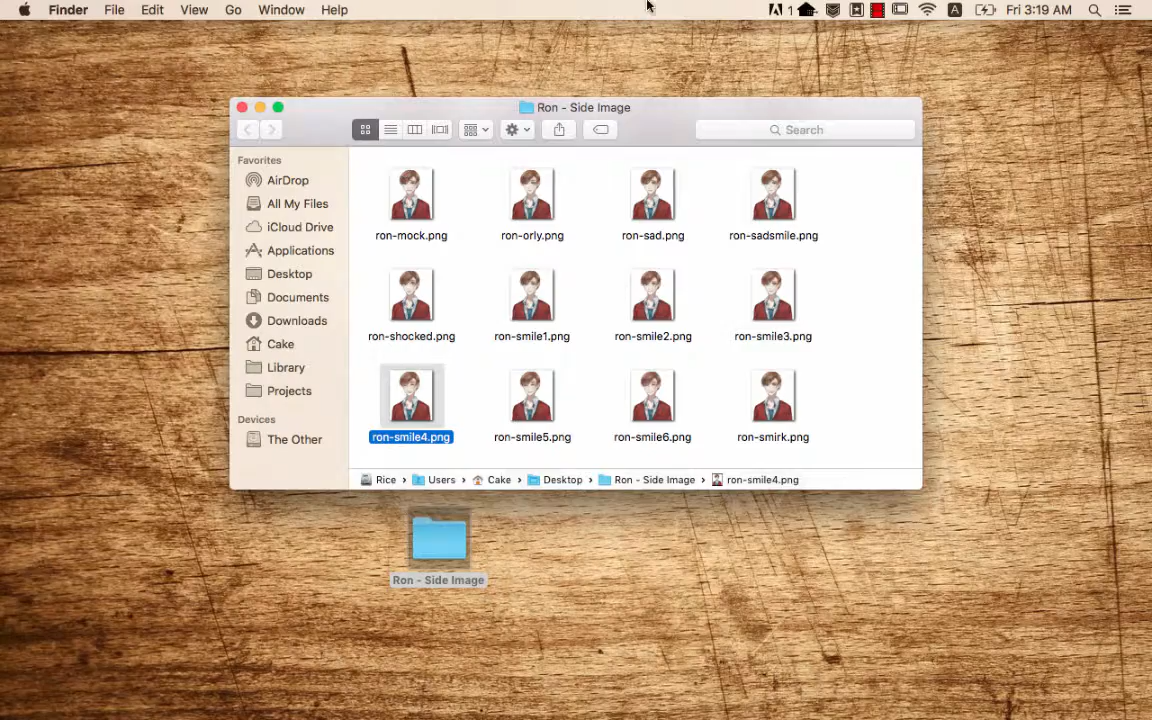 Finder File Edit View Go Window Help 1 A Fri 3:19 AM
Ron - Side Image
Search
Favorites
AirDrop
All My Files
iCloud Drive
Applications
Desktop
Documents
Downloads
Cake
Library
Projects
Devices
The Other
ron-mock.png ron-orly.png ron-sad.png ron-sadsmile.png
ron-shocked.png ron-smile1.png ron-smile2.png ron-smile3.png
ron-smile4.png ron-smile5.png ron-smile6.png ron-smirk.png
Rice › Users › Cake › Desktop › Ron - Side Image › ron-smile4.png
Ron - Side Image